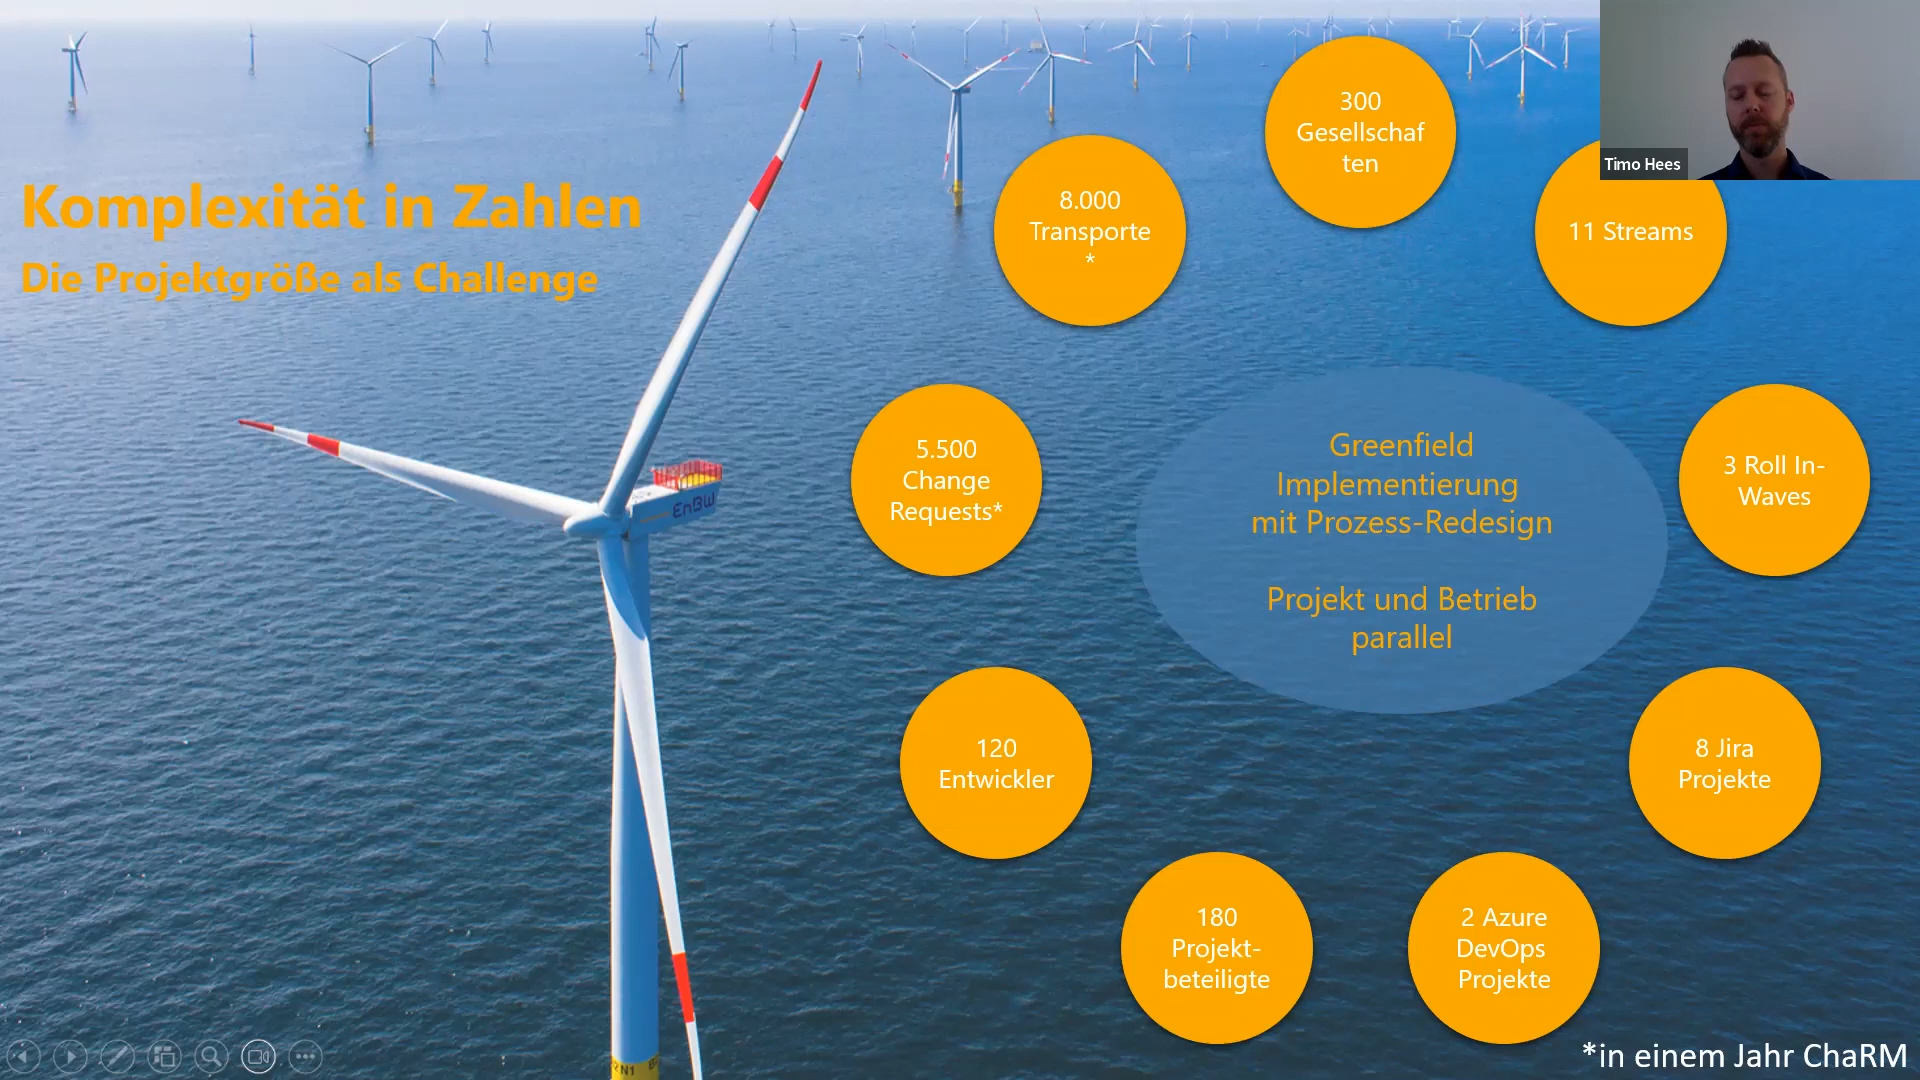 Komplexität in Zahlen
Die Projektgröße als Challenge
300
Gesellschaf
ten
8.000
Transporte
*
11 Streams
Timo Hees
5.500
Change
Requests*
Greenfield
Implementierung
mit Prozess-Redesign
Projekt und Betrieb
parallel
3 Roll In-
Waves
EnBW
120
Entwickler
8 Jira
Projekte
180
Projekt-
beteiligte
2 Azure
DevOps
Projekte
*in einem Jahr ChaRM